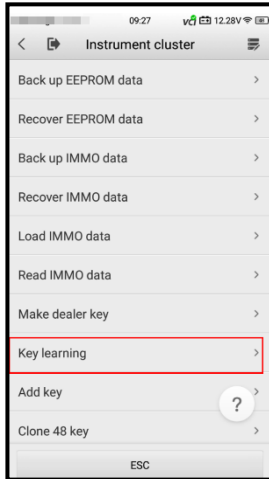 09:27 VCI 12.28V
Instrument cluster
Back up EEPROM data
Recover EEPROM data
Back up IMMO data
Recover IMMO data
Load IMMO data
Read IMMO data
Make dealer key
Key learning
Add key
?
Clone 48 key
ESC